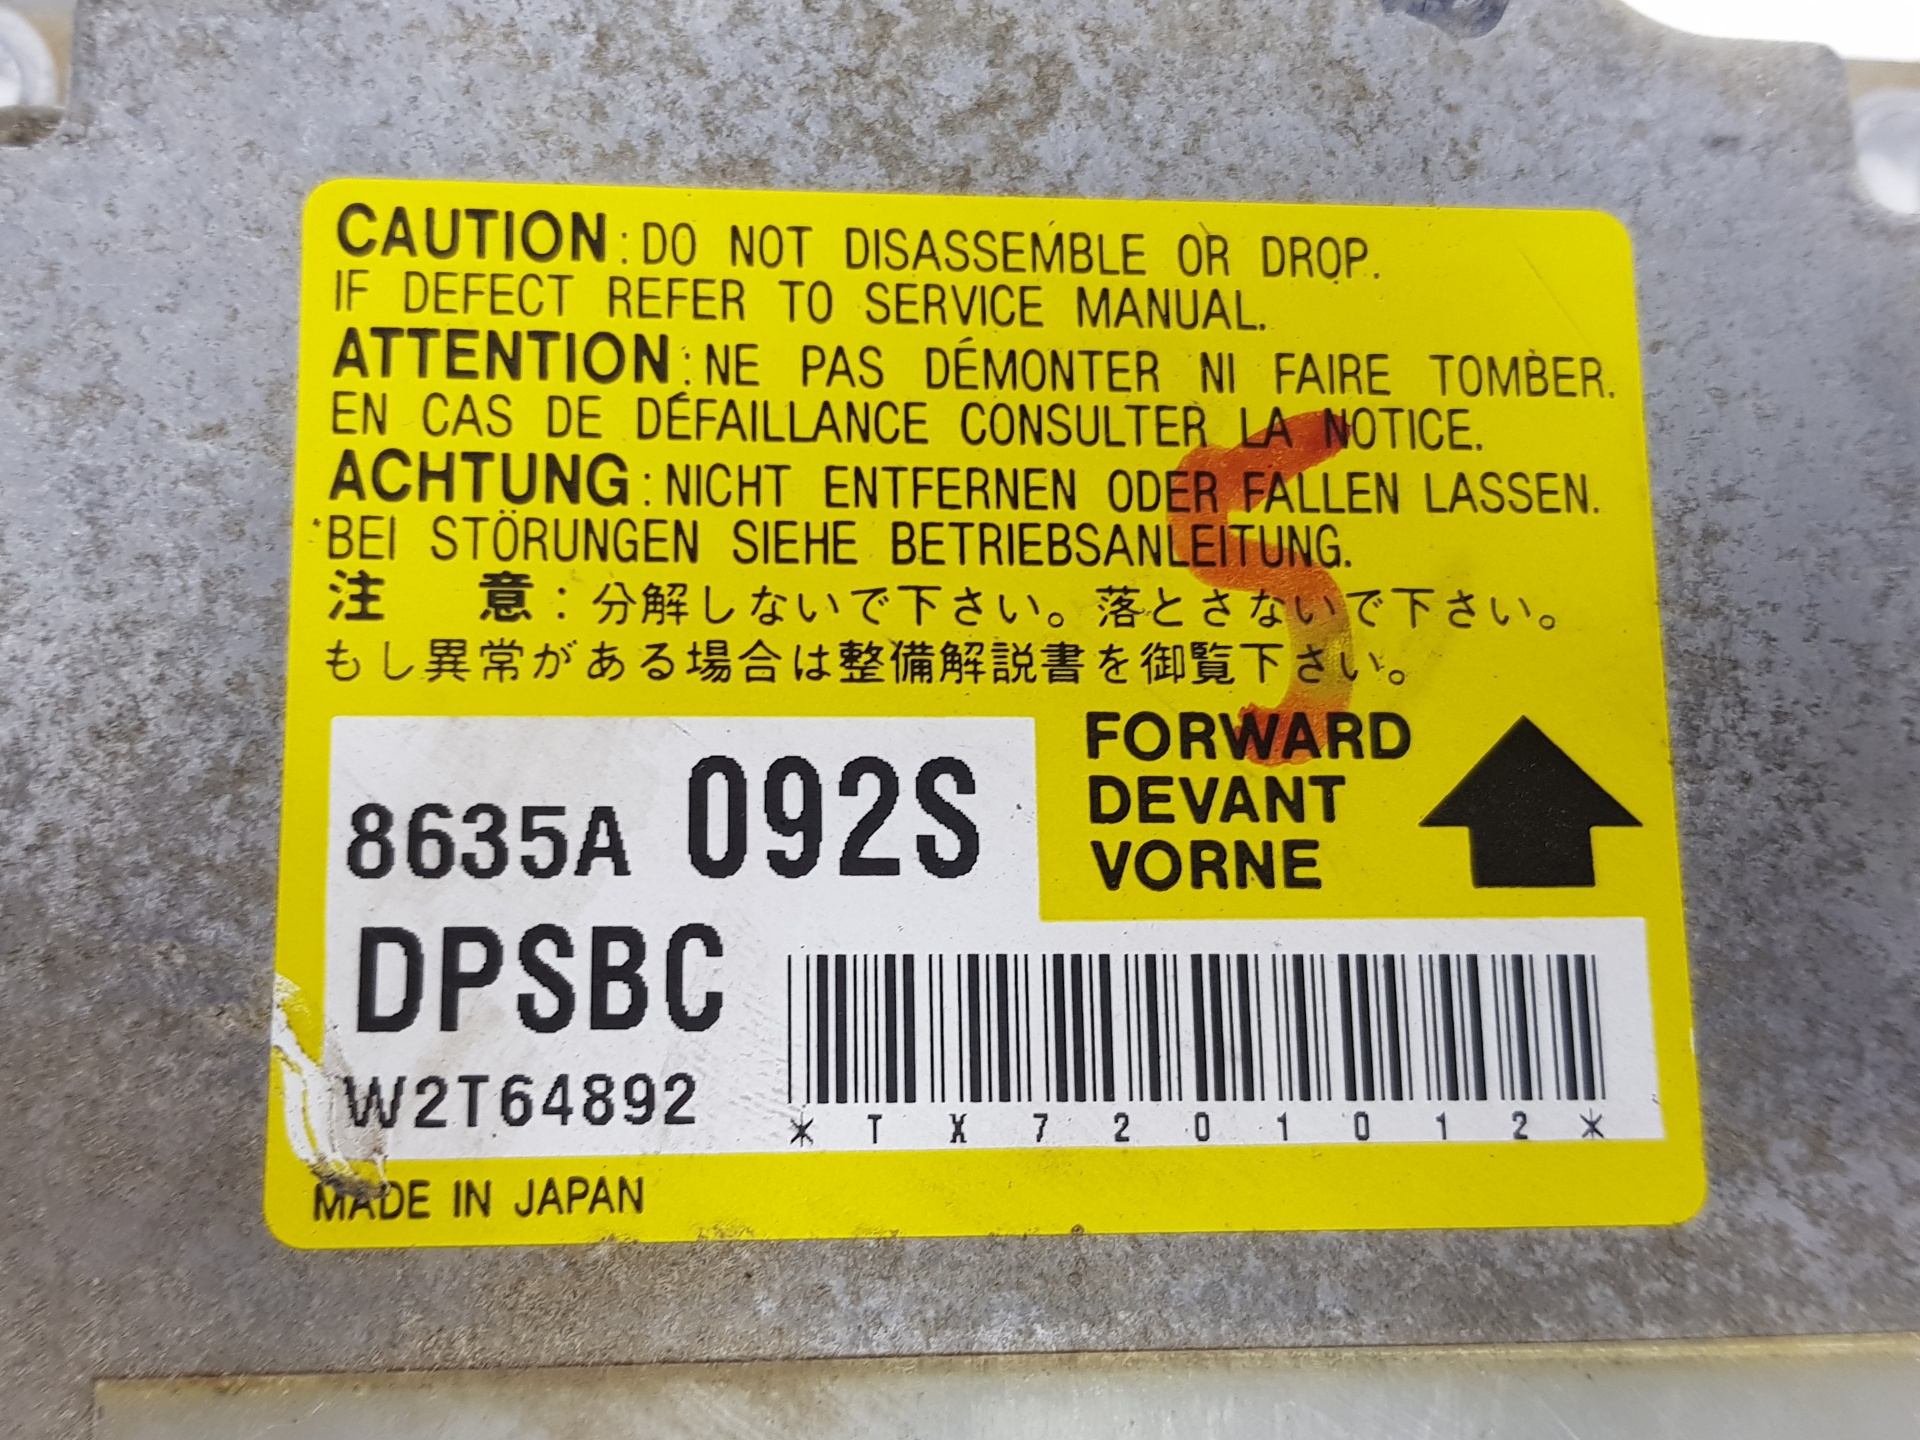 CAUTION:DO NOT DISASSEMBLE OR DROP.
IF DEFECT REFER TO SERVICE MANUAL.
ATTENTION:NE PAS DÉMONTER NI FAIRE TOMBER.
EN CAS DE DÉFAILLANCE CONSULTER LA NOTICE.
ACHTUNG:NICHT ENTFERNEN ODER FALLEN LASSEN.
BEI STÖRUNGEN SIEHE BETRIEBSANLEITUNG.
注 意:分解しないで下さい。落とさないで下さい。
もし異常がある場合は整備解説書を御覧下さい。
FORWARD
DEVANT
VORNE
8635A 092S
DPSBC
W2T64892
*TX7201012*
MADE IN JAPAN